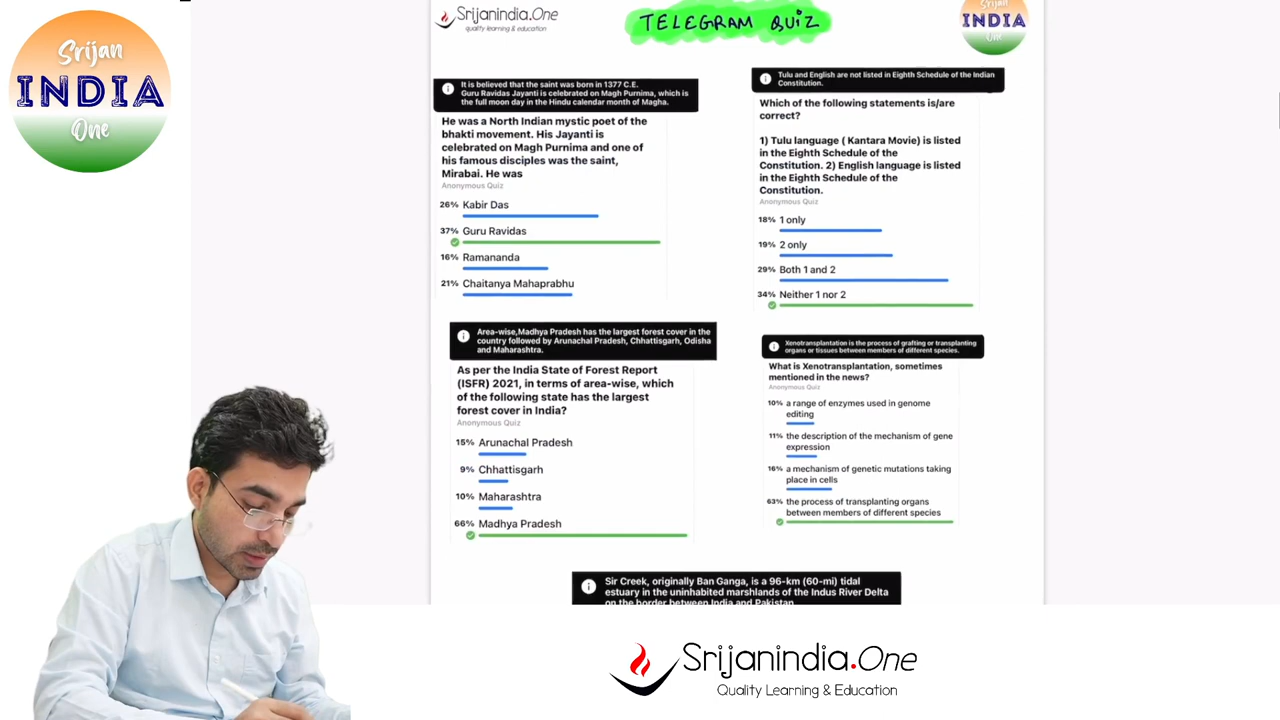 Srijan
INDIA
One
Srijanindia.One
quality learning & education
TELEGRAM QUIZ
Srijan
INDIA
One
It is believed that the saint was born in 1377 C.E.
Guru Ravidas Jayanti is celebrated on Magh Purnima, which is
the full moon day in the Hindu calendar month of Magha.
He was a North Indian mystic poet of the
bhakti movement. His Jayanti is
celebrated on Magh Purnima and one of
his famous disciples was the saint,
Mirabai. He was
Anonymous Quiz
26% Kabir Das
37% Guru Ravidas
16% Ramananda
21% Chaitanya Mahaprabhu
Tulu and English are not listed in Eighth Schedule of the Indian
Constitution.
Which of the following statements is/are
correct?
1) Tulu language ( Kantara Movie) is listed
in the Eighth Schedule of the
Constitution. 2) English language is listed
in the Eighth Schedule of the
Constitution.
Anonymous Quiz
18% 1 only
19% 2 only
29% Both 1 and 2
34% Neither 1 nor 2
Area-wise,Madhya Pradesh has the largest forest cover in the
country followed by Arunachal Pradesh, Chhattisgarh, Odisha
and Maharashtra.
As per the India State of Forest Report
(ISFR) 2021, in terms of area-wise, which
of the following state has the largest
forest cover in India?
Anonymous Quiz
15% Arunachal Pradesh
9% Chhattisgarh
10% Maharashtra
66% Madhya Pradesh
Xenotransplantation is the process of grafting or transplanting
organs or tissues between members of different species.
What is Xenotransplantation, sometimes
mentioned in the news?
Anonymous Quiz
10% a range of enzymes used in genome
editing
11% the description of the mechanism of gene
expression
16% a mechanism of genetic mutations taking
place in cells
63% the process of transplanting organs
between members of different species
Sir Creek, originally Ban Ganga, is a 96-km (60-mi) tidal
estuary in the uninhabited marshlands of the Indus River Delta
on the border between India and Pakistan.
Srijanindia.One
Quality Learning & Education